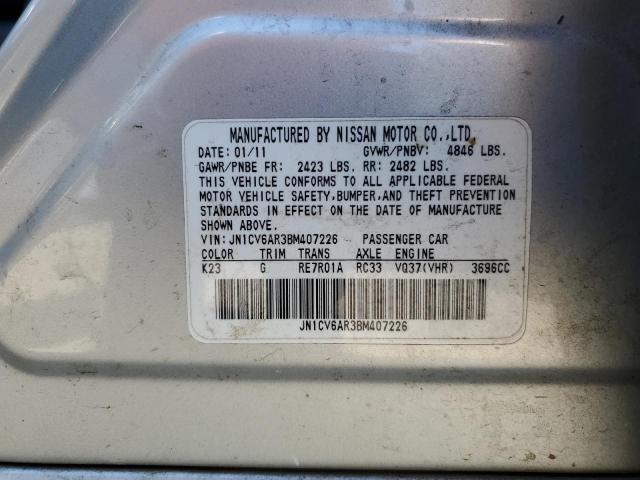 MANUFACTURED BY NISSAN MOTOR CO.,LTD.
DATE: 01/11 GVWR/PNBV: 4846 LBS.
GAWR/PNBE FR: 2423 LBS. RR: 2482 LBS.
THIS VEHICLE CONFORMS TO ALL APPLICABLE FEDERAL
MOTOR VEHICLE SAFETY,BUMPER,AND THEFT PREVENTION
STANDARDS IN EFFECT ON THE DATE OF MANUFACTURE
SHOWN ABOVE.
VIN: JN1CV6AR3BM407226 PASSENGER CAR
COLOR TRIM TRANS AXLE ENGINE
K23 G RE7R01A RC33 VQ37(VHR) 3696CC
JN1CV6AR3BM407226